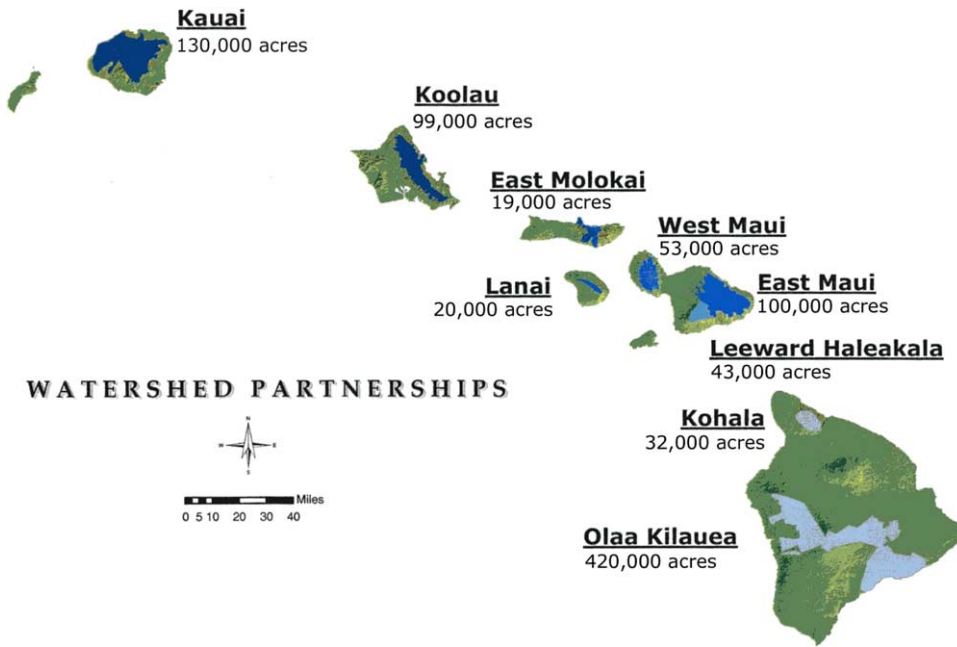 Kauai
130,000 acres
Koolau
99,000 acres
East Molokai
19,000 acres
West Maui
53,000 acres
Lanai
20,000 acres
East Maui
100,000 acres
Leeward Haleakala
43,000 acres
WATERSHED PARTNERSHIPS
N
W E
S
Miles
0 5 10 20 30 40
Kohala
32,000 acres
Olaa Kilauea
420,000 acres